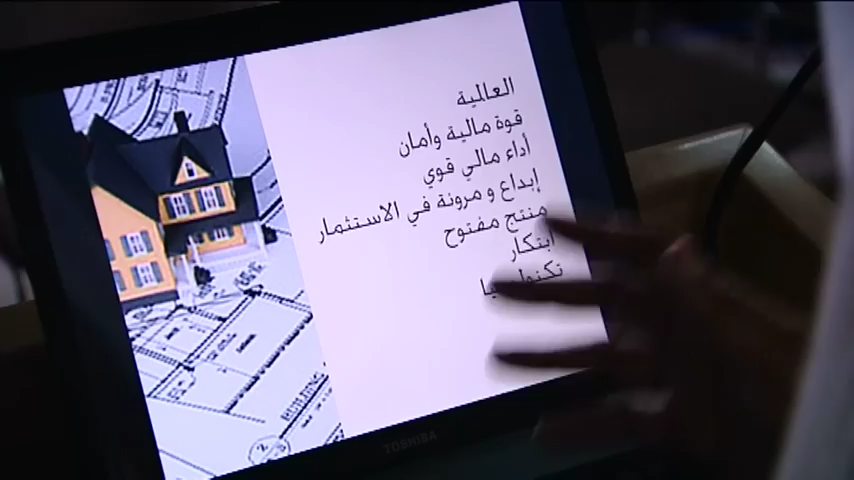 العالمية
قوة مالية وأمان
أداء مالي قوي
إبداع و مرونة في الاستثمار
منتج مفتوح
ابتكار
TOSHIBA